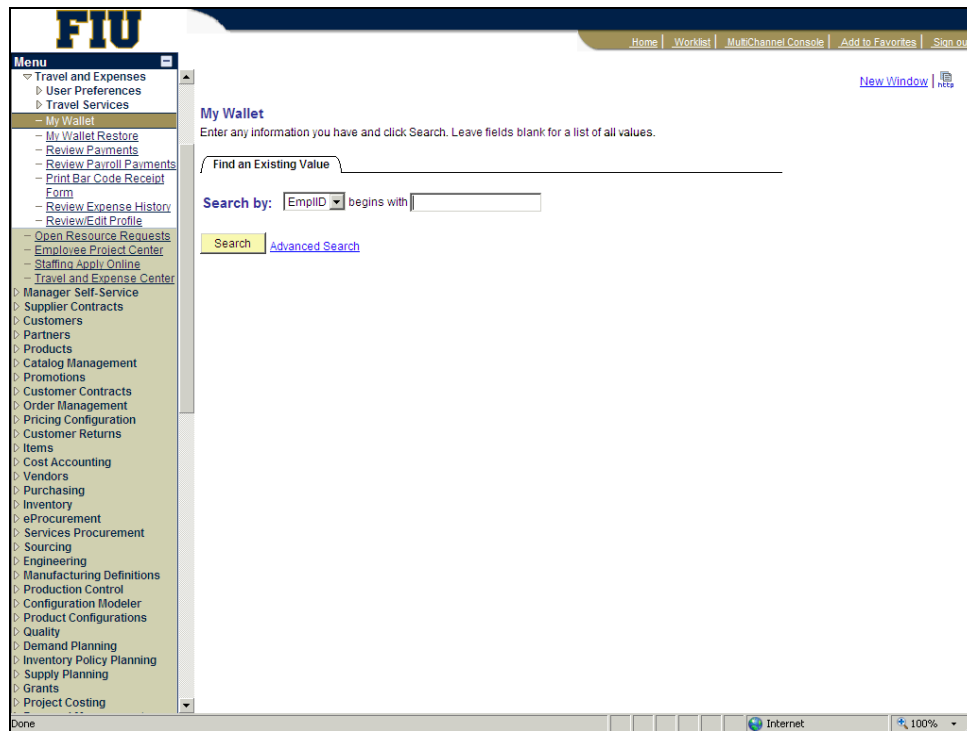 FIU
Home | Worklist | MultiChannel Console | Add to Favorites | Sign ou
Menu
Travel and Expenses
User Preferences
Travel Services
– My Wallet
– My Wallet Restore
– Review Payments
– Review Payroll Payments
– Print Bar Code Receipt
Form
– Review Expense History
– Review/Edit Profile
– Open Resource Requests
– Employee Project Center
– Staffing Apply Online
– Travel and Expense Center
Manager Self-Service
Supplier Contracts
Customers
Partners
Products
Catalog Management
Promotions
Customer Contracts
Order Management
Pricing Configuration
Customer Returns
Items
Cost Accounting
Vendors
Purchasing
Inventory
eProcurement
Services Procurement
Sourcing
Engineering
Manufacturing Definitions
Production Control
Configuration Modeler
Product Configurations
Quality
Demand Planning
Inventory Policy Planning
Supply Planning
Grants
Project Costing
New Window | http
My Wallet
Enter any information you have and click Search. Leave fields blank for a list of all values.
Find an Existing Value
Search by: EmplID begins with
Search Advanced Search
Done Internet 100%